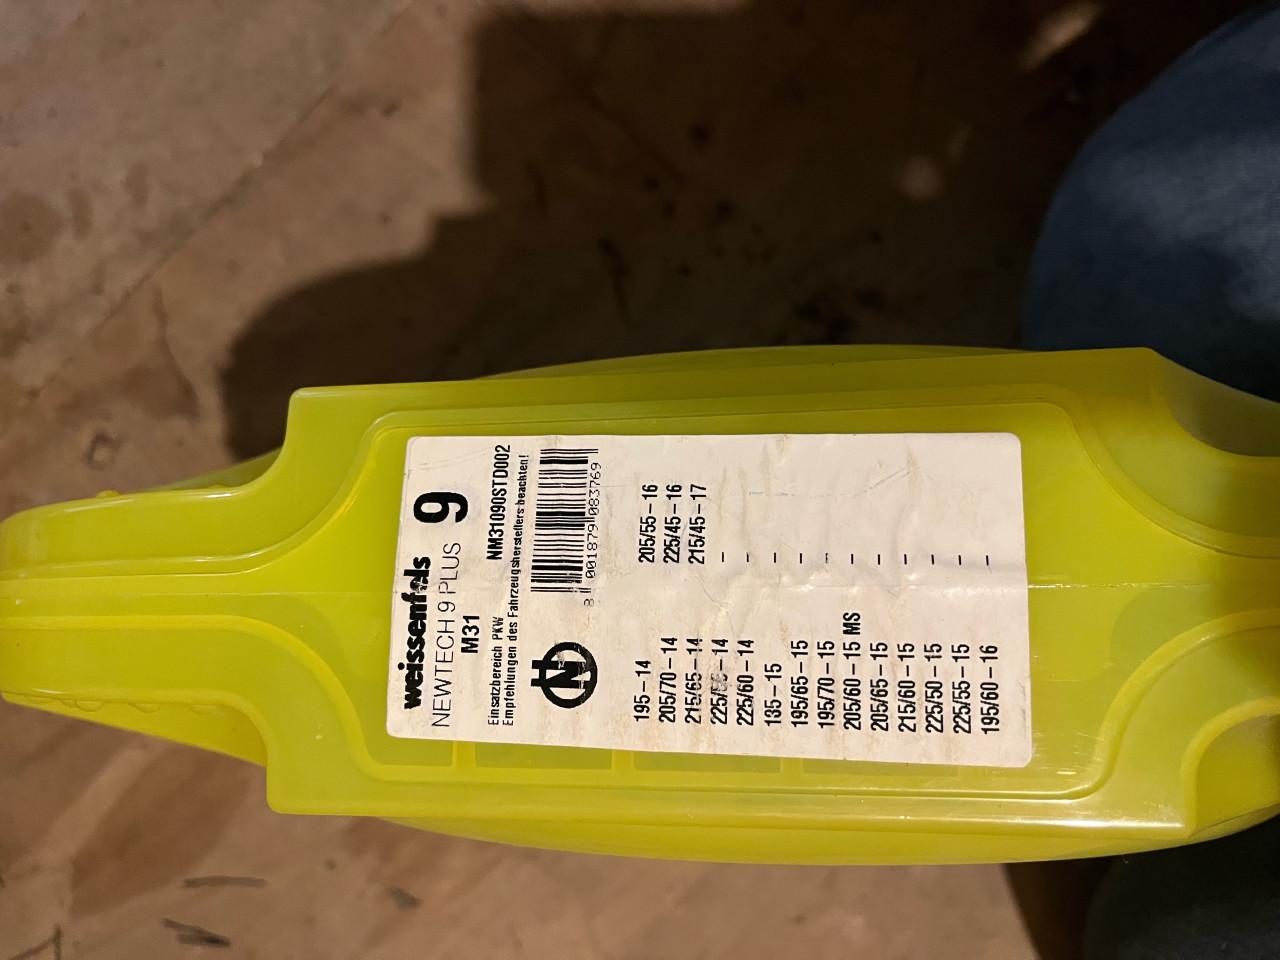 weissenfels
NEWTECH 9 PLUS 9
M31 NM31090STD002
Einsatzbereich PKW
Empfehlungen des Fahrzeugherstellers beachten!
N
8 001879 083769
195 – 14 205/55 – 16
205/70 – 14 225/45 – 16
215/65 – 14 215/45 – 17
– 14 –
225/60 – 14 –
185 – 15 –
195/65 – 15 –
195/70 – 15 –
205/60 – 15 MS –
205/65 – 15 –
215/60 – 15 –
225/50 – 15 –
225/55 – 15 –
195/60 – 16 –